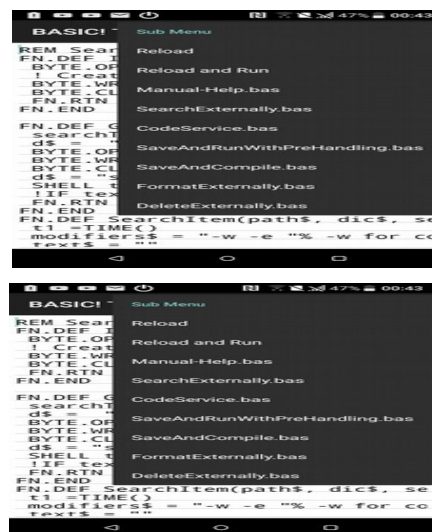 47% 00:43
BASIC! Sub Menu
REM Sear Reload
FN.DEF I
BYTE.OP Reload and Run
! Creat
BYTE.WR Manual-Help.bas
BYTE.CL
FN.RTN SearchExternally.bas
FN.END
CodeService.bas
FN.DEF G
searchT SaveAndRunWithPreHandling.bas
d$ = "
BYTE.OP
BYTE.WR SaveAndCompile.bas
BYTE.CL
d$ = "s FormatExternally.bas
SHELL t
!IF tex
FN.RTN DeleteExternally.bas
FN.END
FN.DEF SearchItem(path$, dic$, se
t1 =TIME()
modifiers$ = "-w -e "% -w for co
text$ = ""
47% 00:43
BASIC! Sub Menu
REM Sear Reload
FN.DEF I
BYTE.OP Reload and Run
! Creat
BYTE.WR Manual-Help.bas
BYTE.CL
FN.RTN SearchExternally.bas
FN.END
CodeService.bas
FN.DEF G
searchT SaveAndRunWithPreHandling.bas
d$ = "
BYTE.OP
BYTE.WR SaveAndCompile.bas
BYTE.CL
d$ = "s FormatExternally.bas
SHELL t
!IF tex
FN.RTN DeleteExternally.bas
FN.END
FN.DEF SearchItem(path$, dic$, se
t1 =TIME()
modifiers$ = "-w -e "% -w for co
text$ = ""